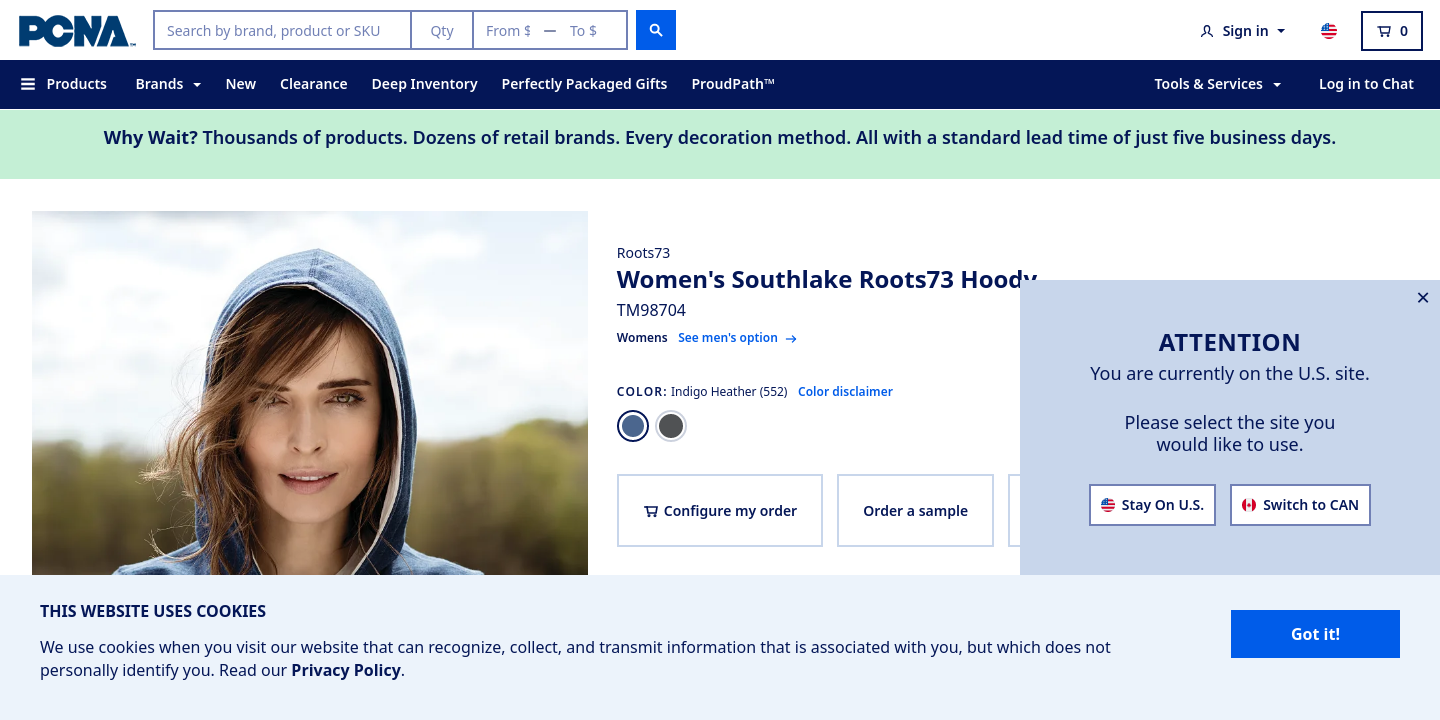 PCNA™
Search by brand, product or SKU
Qty
From $ — To $
Sign in
0
Products
Brands
New
Clearance
Deep Inventory
Perfectly Packaged Gifts
ProudPath™
Tools & Services
Log in to Chat
Why Wait? Thousands of products. Dozens of retail brands. Every decoration method. All with a standard lead time of just five business days.
Roots73
Women's Southlake Roots73 Hoody
TM98704
Womens See men's option →
COLOR: Indigo Heather (552) Color disclaimer
Configure my order
Order a sample
ATTENTION
You are currently on the U.S. site.
Please select the site you
would like to use.
Stay On U.S.
Switch to CAN
THIS WEBSITE USES COOKIES
We use cookies when you visit our website that can recognize, collect, and transmit information that is associated with you, but which does not
personally identify you. Read our Privacy Policy.
Got it!